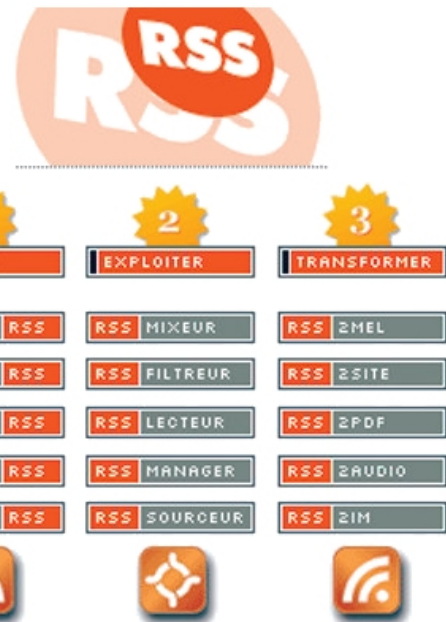 RSS
RSS
2 3
EXPLOITER TRANSFORMER
RSS RSS MIXEUR RSS 2MEL
RSS RSS FILTREUR RSS 2SITE
RSS RSS LECTEUR RSS 2PDF
RSS RSS MANAGER RSS 2AUDIO
RSS RSS SOURCEUR RSS 2IM